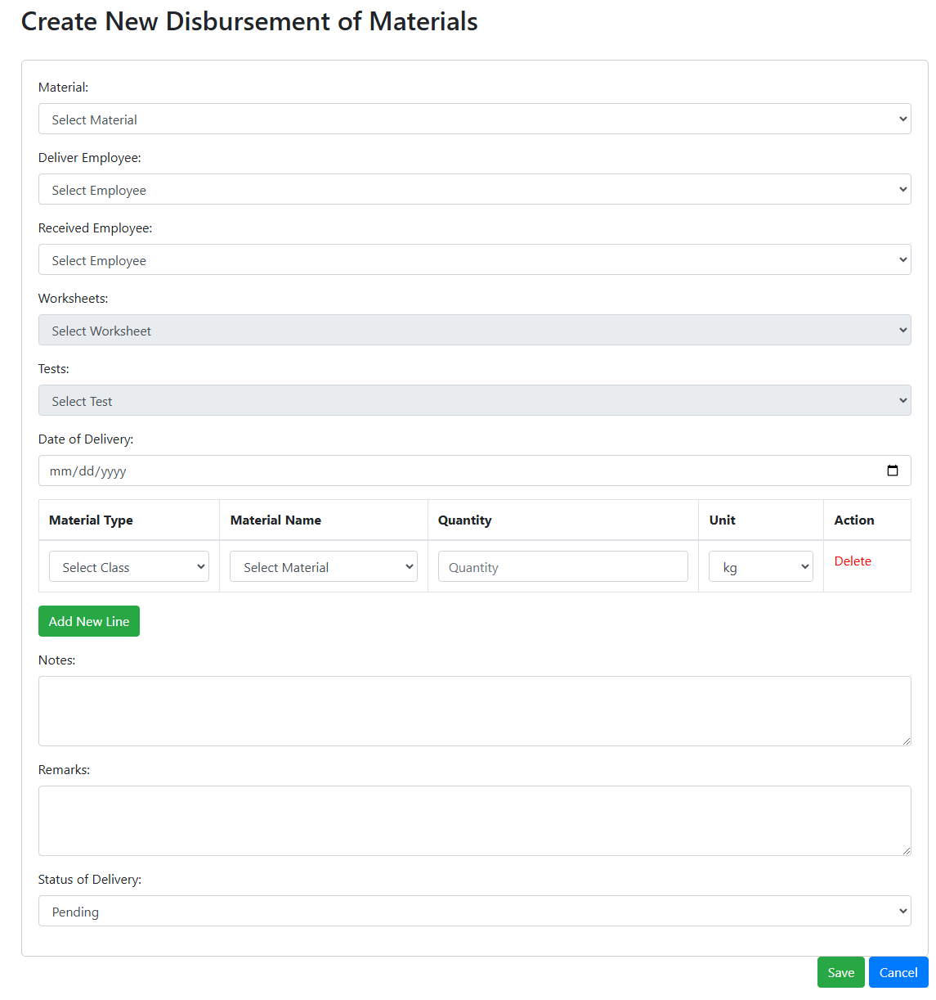 Create New Disbursement of Materials
Material:
Select Material
Deliver Employee:
Select Employee
Received Employee:
Select Employee
Worksheets:
Select Worksheet
Tests:
Select Test
Date of Delivery:
mm/dd/yyyy
Material Type Material Name Quantity Unit Action
Select Class Select Material Quantity kg Delete
Add New Line
Notes:
Remarks:
Status of Delivery:
Pending
Save Cancel